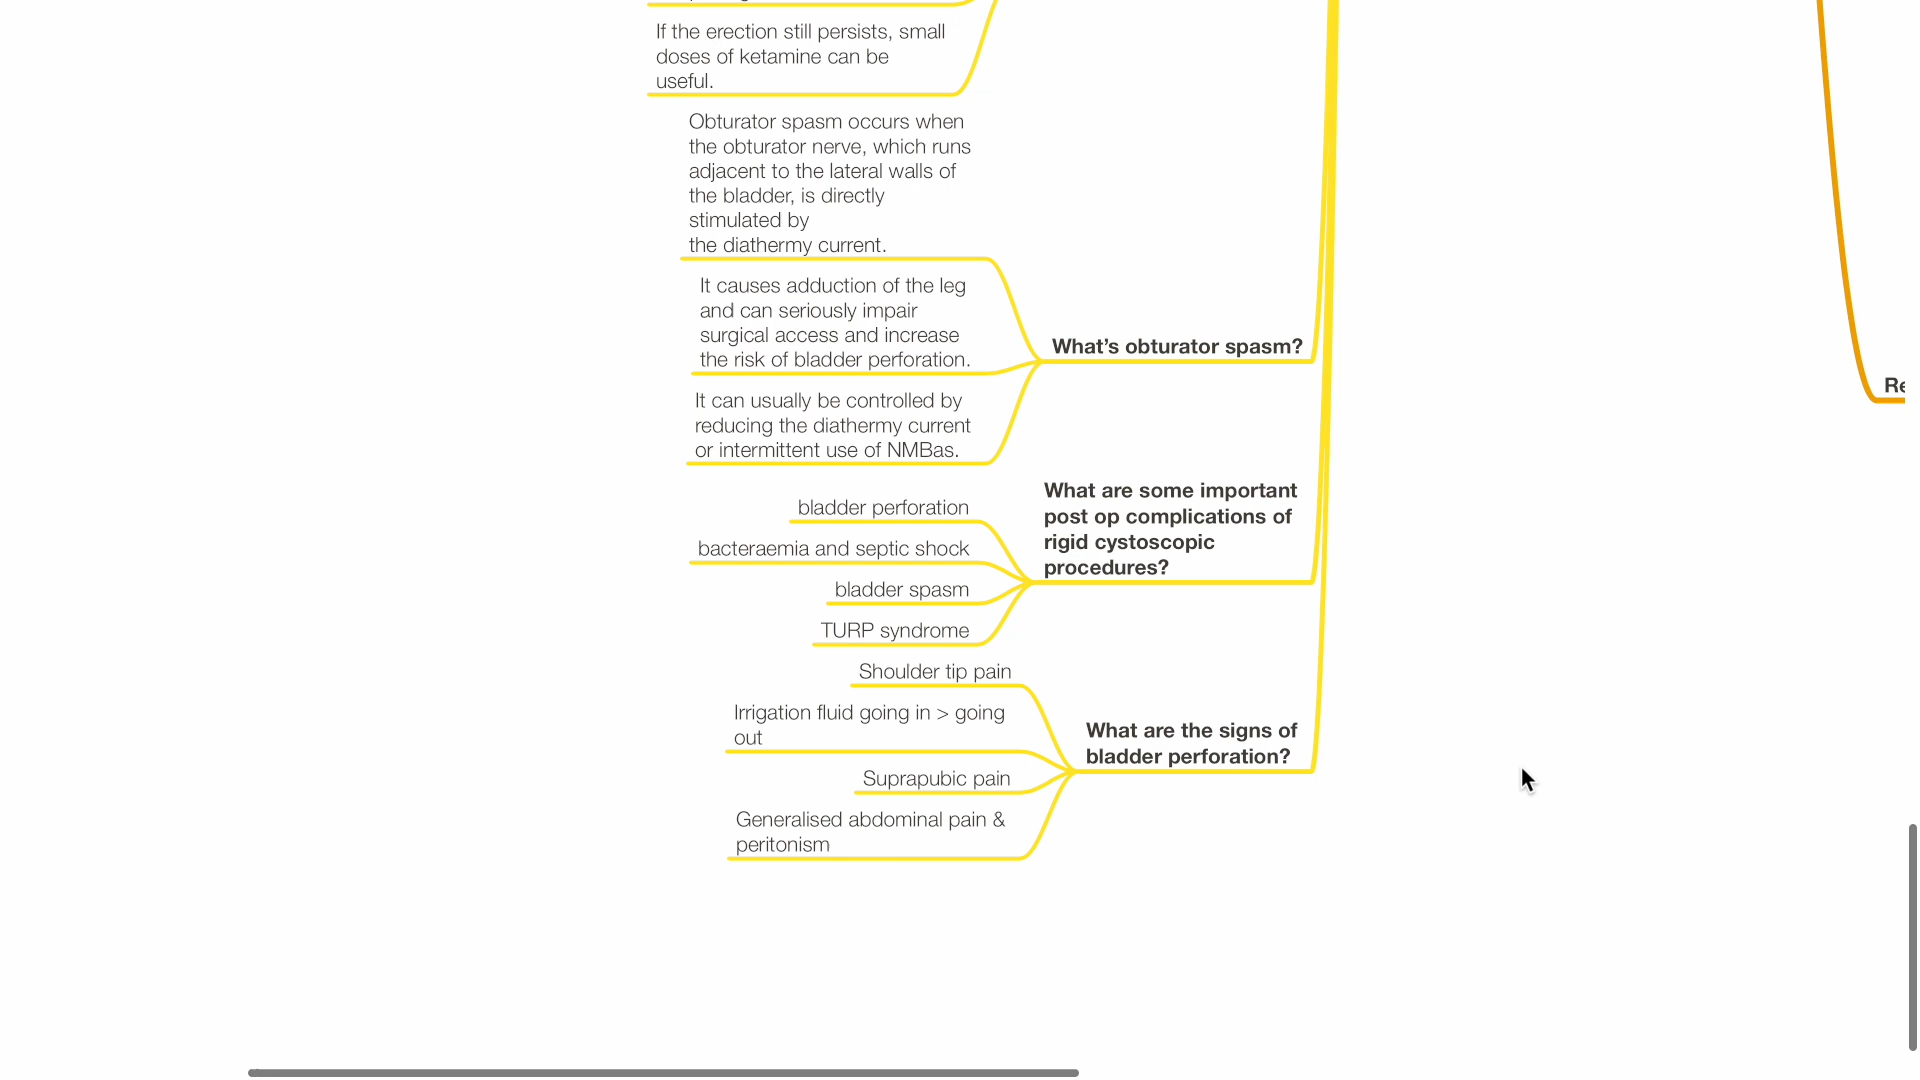 If the erection still persists, small
doses of ketamine can be
useful.
Obturator spasm occurs when
the obturator nerve, which runs
adjacent to the lateral walls of
the bladder, is directly
stimulated by
the diathermy current.
It causes adduction of the leg
and can seriously impair
surgical access and increase
the risk of bladder perforation.
It can usually be controlled by
reducing the diathermy current
or intermittent use of NMBas.
What's obturator spasm?
bladder perforation
bacteraemia and septic shock
bladder spasm
TURP syndrome
What are some important
post op complications of
rigid cystoscopic
procedures?
Shoulder tip pain
Irrigation fluid going in > going
out
Suprapubic pain
Generalised abdominal pain &
peritonism
What are the signs of
bladder perforation?